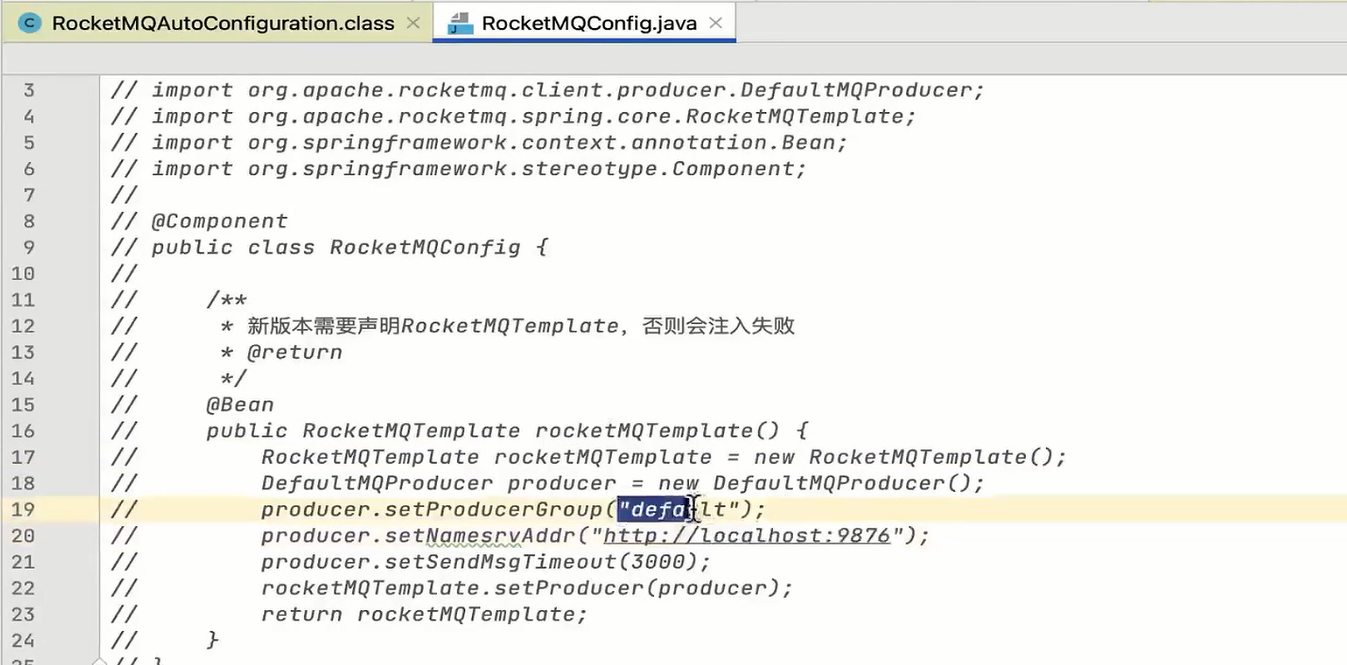 RocketMQAutoConfiguration.class
RocketMQConfig.java
3 // import org.apache.rocketmq.client.producer.DefaultMQProducer;
4 // import org.apache.rocketmq.spring.core.RocketMQTemplate;
5 // import org.springframework.context.annotation.Bean;
6 // import org.springframework.stereotype.Component;
7 //
8 // @Component
9 // public class RocketMQConfig {
10 //
11 //     /**
12 //      * 新版本需要声明RocketMQTemplate，否则会注入失败
13 //      * @return
14 //      */
15 //     @Bean
16 //     public RocketMQTemplate rocketMQTemplate() {
17 //         RocketMQTemplate rocketMQTemplate = new RocketMQTemplate();
18 //         DefaultMQProducer producer = new DefaultMQProducer();
19 //         producer.setProducerGroup("default");
20 //         producer.setNamesrvAddr("http://localhost:9876");
21 //         producer.setSendMsgTimeout(3000);
22 //         rocketMQTemplate.setProducer(producer);
23 //         return rocketMQTemplate;
24 //     }
25 // }